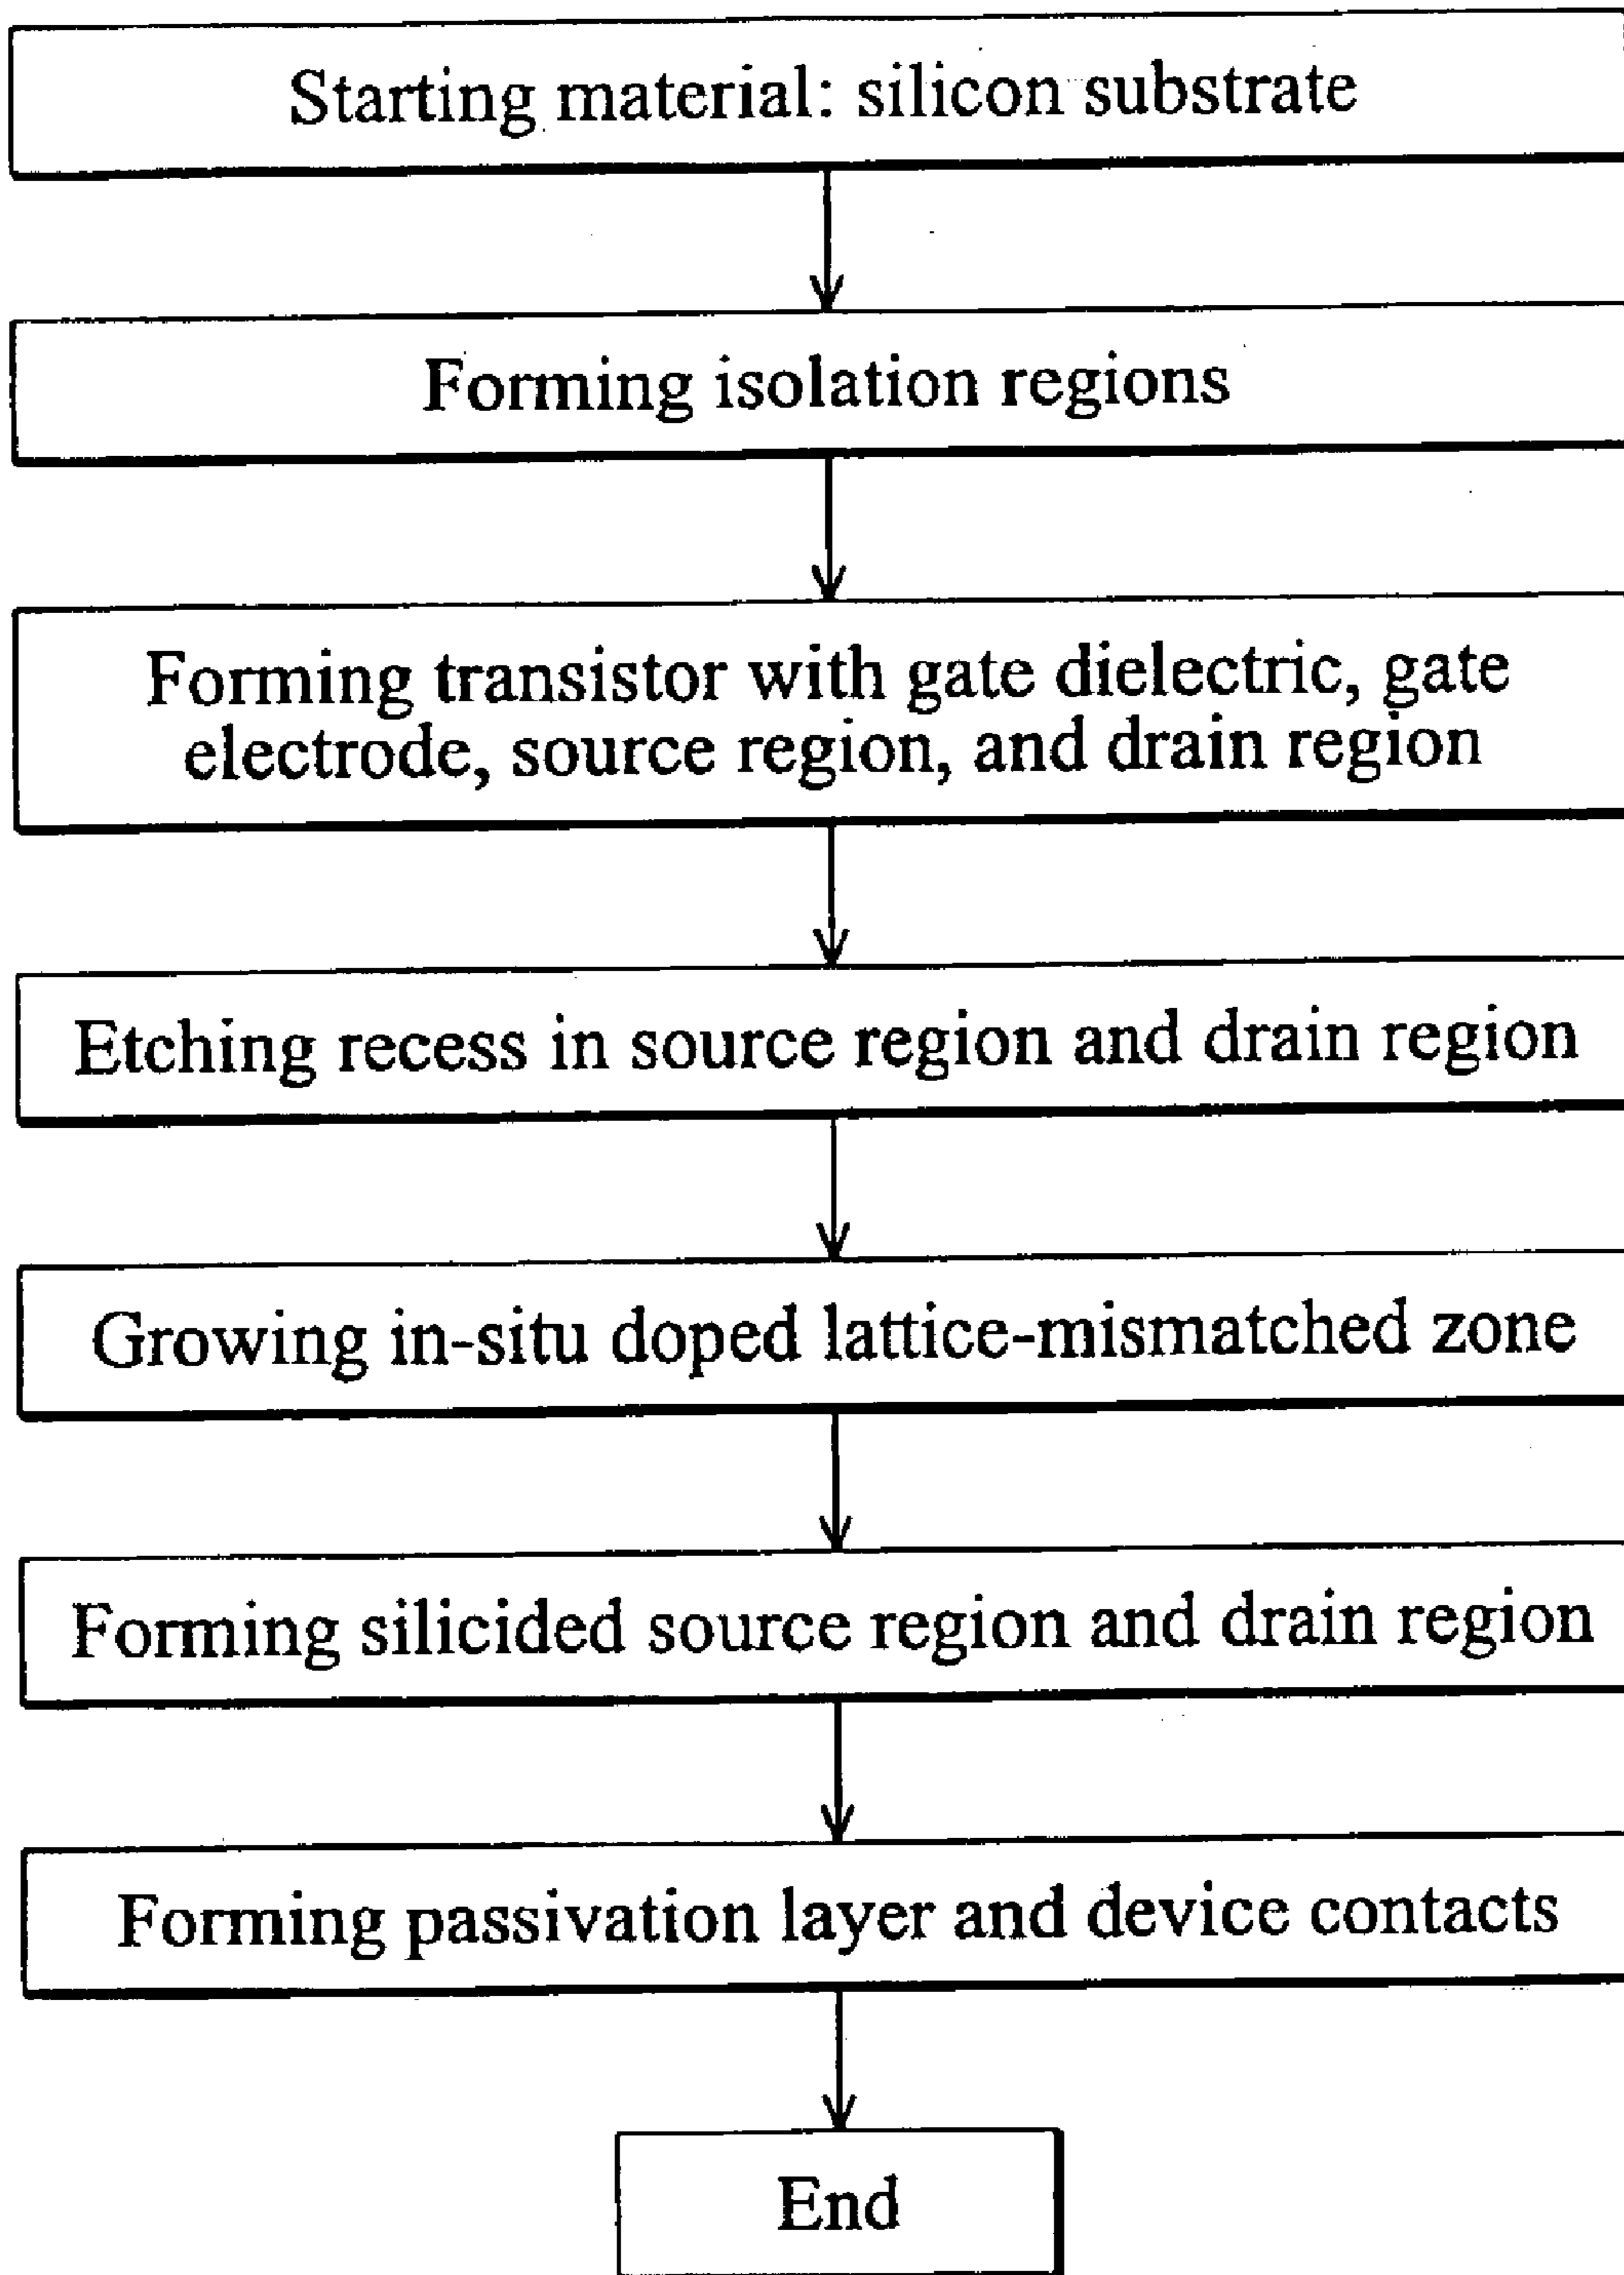 Starting material: silicon substrate
Forming isolation regions
Forming transistor with gate dielectric, gate
electrode, source region, and drain region
Etching recess in source region and drain region
Growing in-situ doped lattice-mismatched zone
Forming silicided source region and drain region
Forming passivation layer and device contacts
End